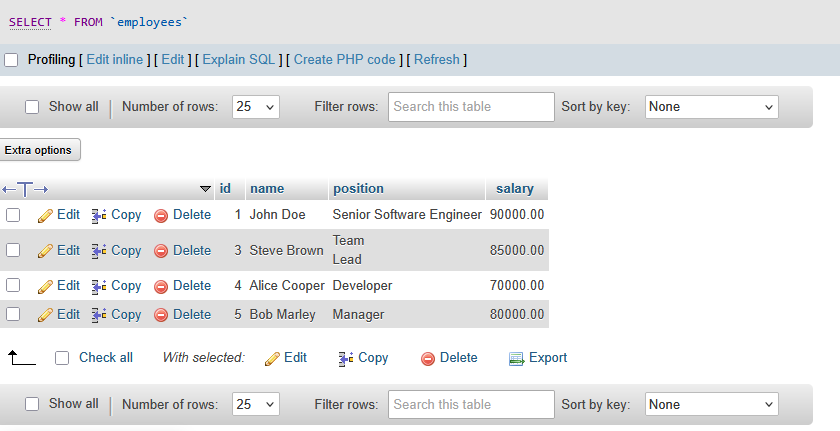 SELECT * FROM `employees`
Profiling [ Edit inline ] [ Edit ] [ Explain SQL ] [ Create PHP code ] [ Refresh ]
Show all Number of rows: 25 Filter rows: Search this table Sort by key: None
Extra options
id name position salary
Edit Copy Delete 1 John Doe Senior Software Engineer 90000.00
Edit Copy Delete 3 Steve Brown Team
Lead 85000.00
Edit Copy Delete 4 Alice Cooper Developer 70000.00
Edit Copy Delete 5 Bob Marley Manager 80000.00
Check all With selected: Edit Copy Delete Export
Show all Number of rows: 25 Filter rows: Search this table Sort by key: None